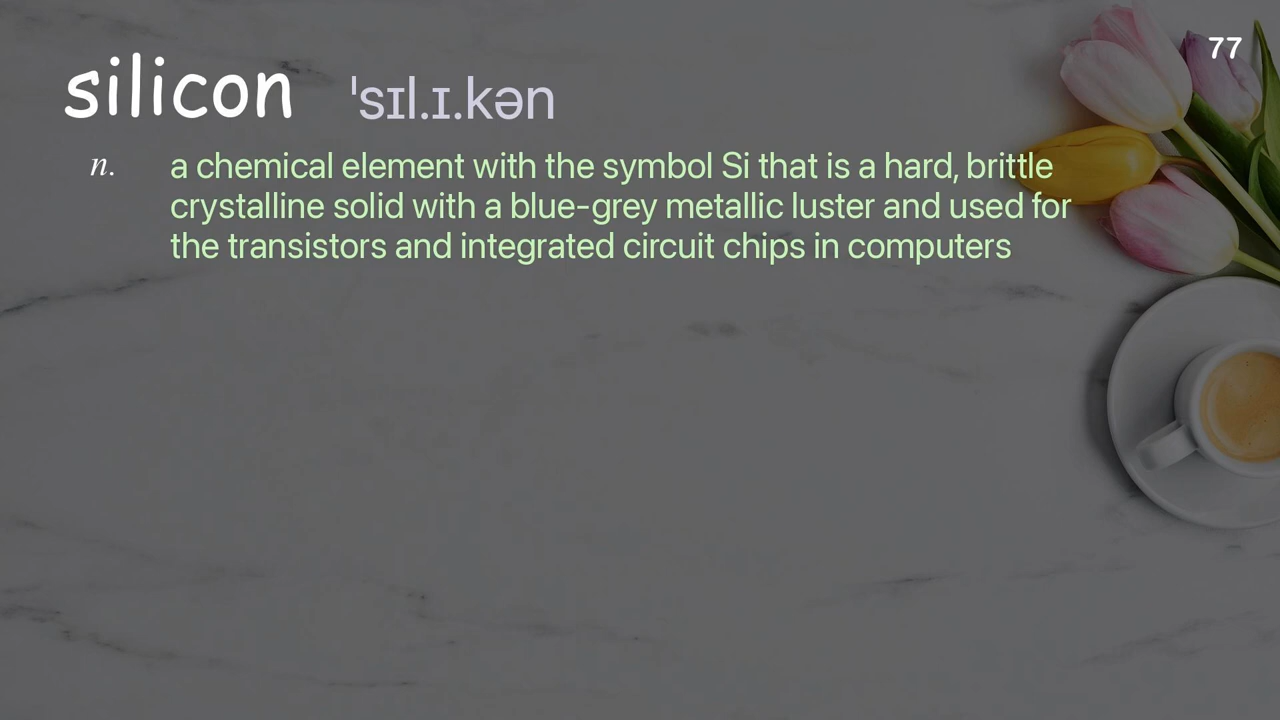 77
silicon ˈsɪl.ɪ.kən
n. a chemical element with the symbol Si that is a hard, brittle
crystalline solid with a blue-grey metallic luster and used for
the transistors and integrated circuit chips in computers